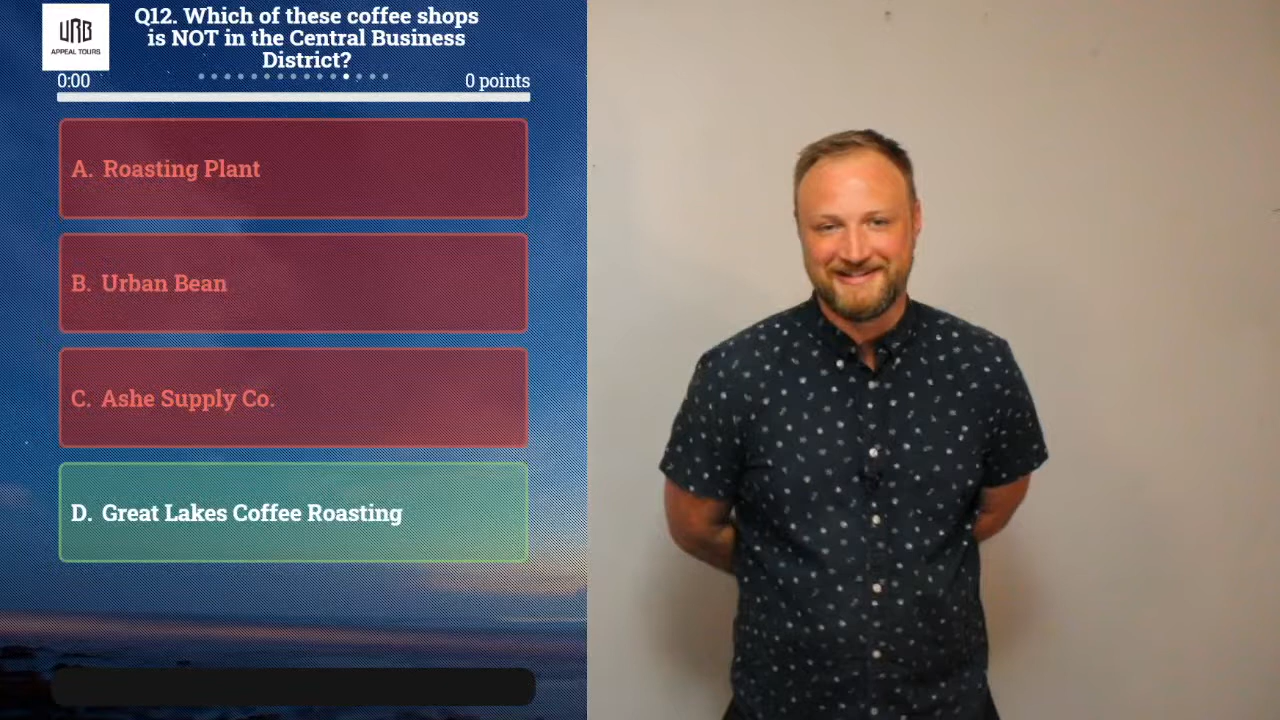 URB
APPEAL TOURS
Q12. Which of these coffee shops
is NOT in the Central Business
District?
0:00
0 points
A. Roasting Plant
B. Urban Bean
C. Ashe Supply Co.
D. Great Lakes Coffee Roasting